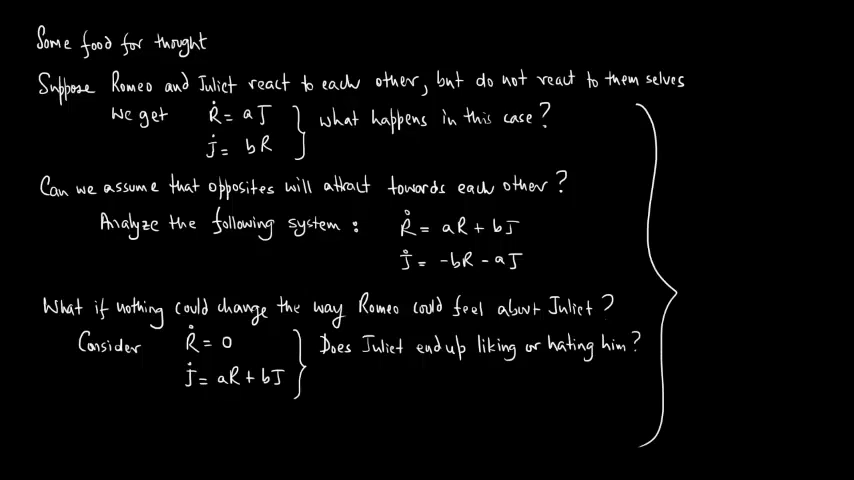 Some food for thought
Suppose Romeo and Juliet react to each other, but do not react to them selves
We get Ṙ = aJ
J̇ = bR
What happens in this case?
Can we assume that opposites will attract towards each other?
Analyze the following system: Ṙ = aR + bJ
J̇ = -bR - aJ
What if nothing could change the way Romeo could feel about Juliet?
Consider Ṙ = 0
J̇ = aR + bJ
Does Juliet end up liking or hating him?